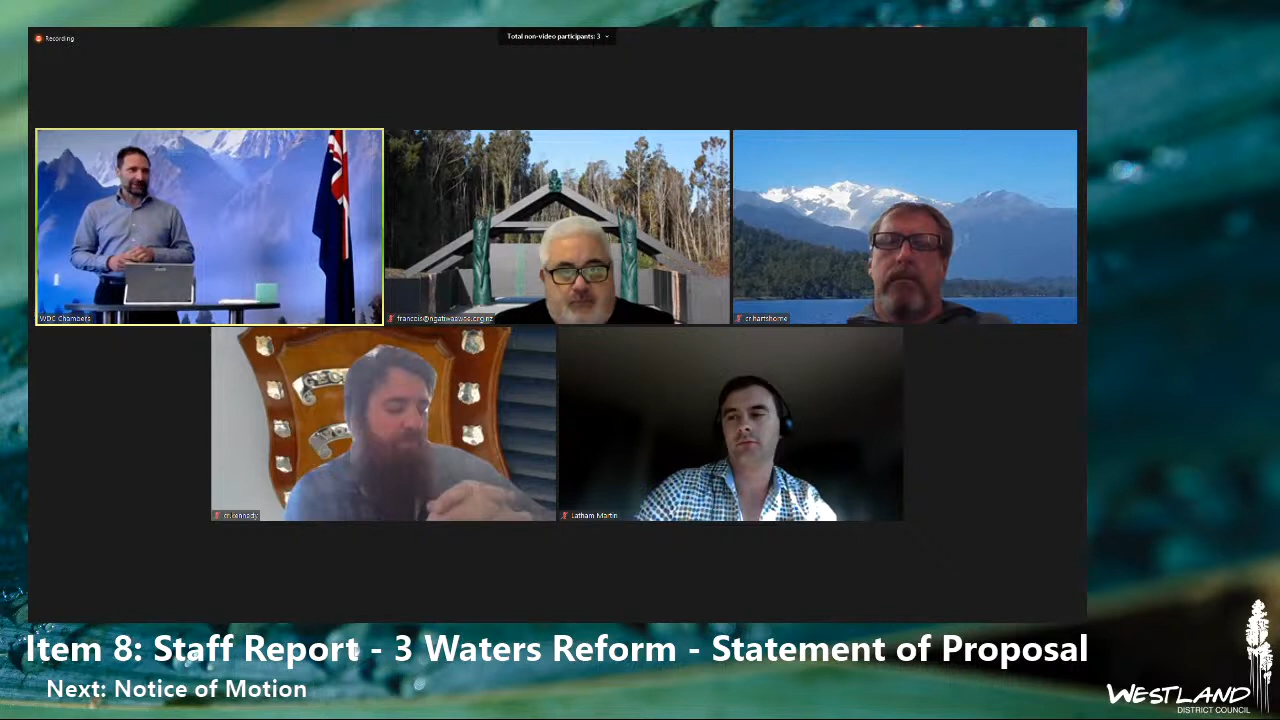 Recording
Total non-video participants: 3
WDC Chambers
francois@ngatiwaewae.org.nz
cr.hartshorne
cr.kennedy
Latham Martin
Item 8: Staff Report - 3 Waters Reform - Statement of Proposal
Next: Notice of Motion
WESTLAND
DISTRICT COUNCIL